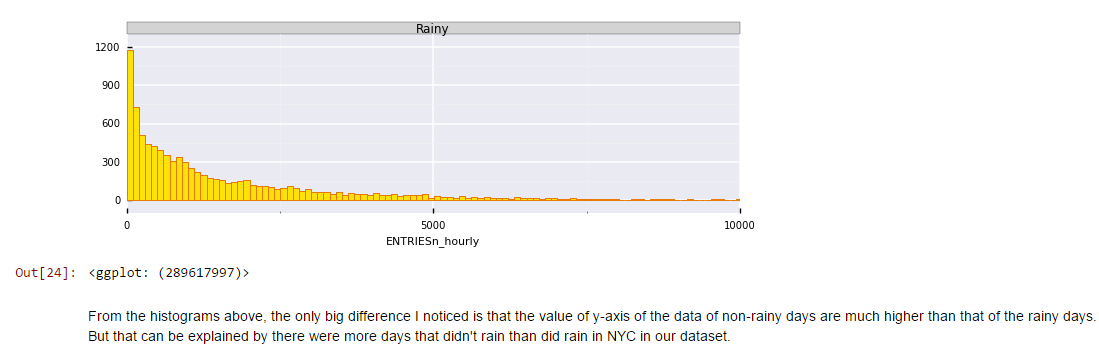 Rainy
1200
900
600
300
0
0 5000 10000
ENTRIESn_hourly
Out[24]: <ggplot: (289617997)>
From the histograms above, the only big difference I noticed is that the value of y-axis of the data of non-rainy days are much higher than that of the rainy days.
But that can be explained by there were more days that didn't rain than did rain in NYC in our dataset.